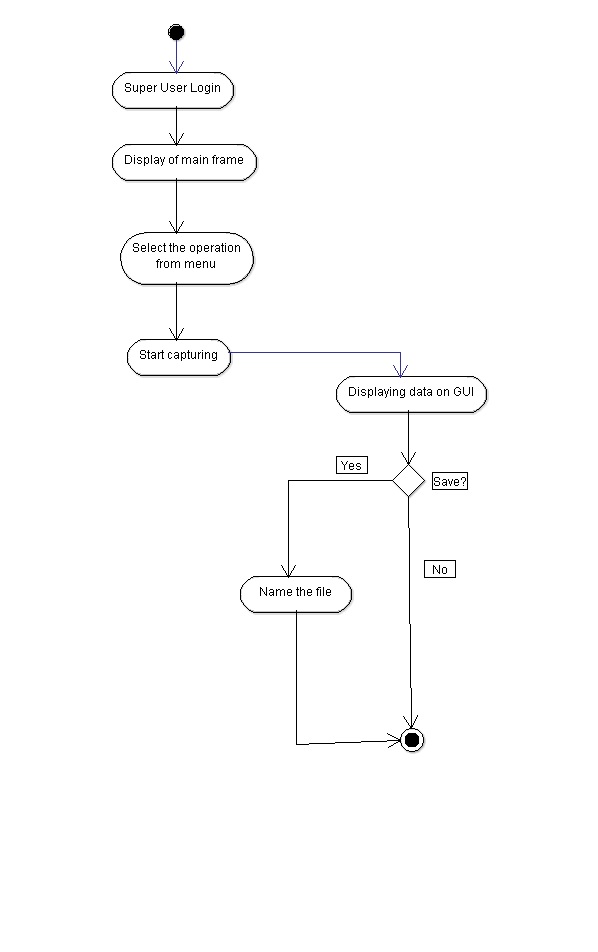 Super User Login
Display of main frame
Select the operation
from menu
Start capturing
Displaying data on GUI
Yes
Save?
No
Name the file